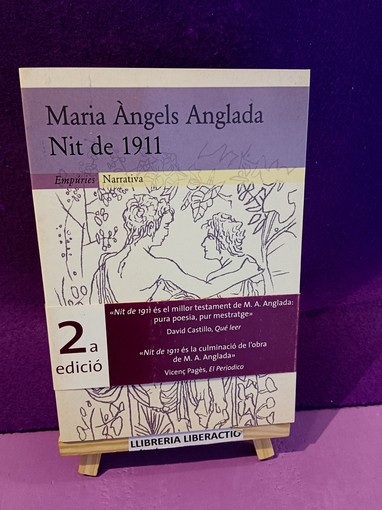 Maria Àngels Anglada
Nit de 1911
Empúries Narrativa
2a
edició
«Nit de 1911 és el millor testament de M. A. Anglada:
pura poesia, pur mestratge»
David Castillo, Qué leer
«Nit de 1911 és la culminació de l'obra
de M. A. Anglada»
Vicenç Pagès, El Periodico
LLIBRERIA LIBERACTIO